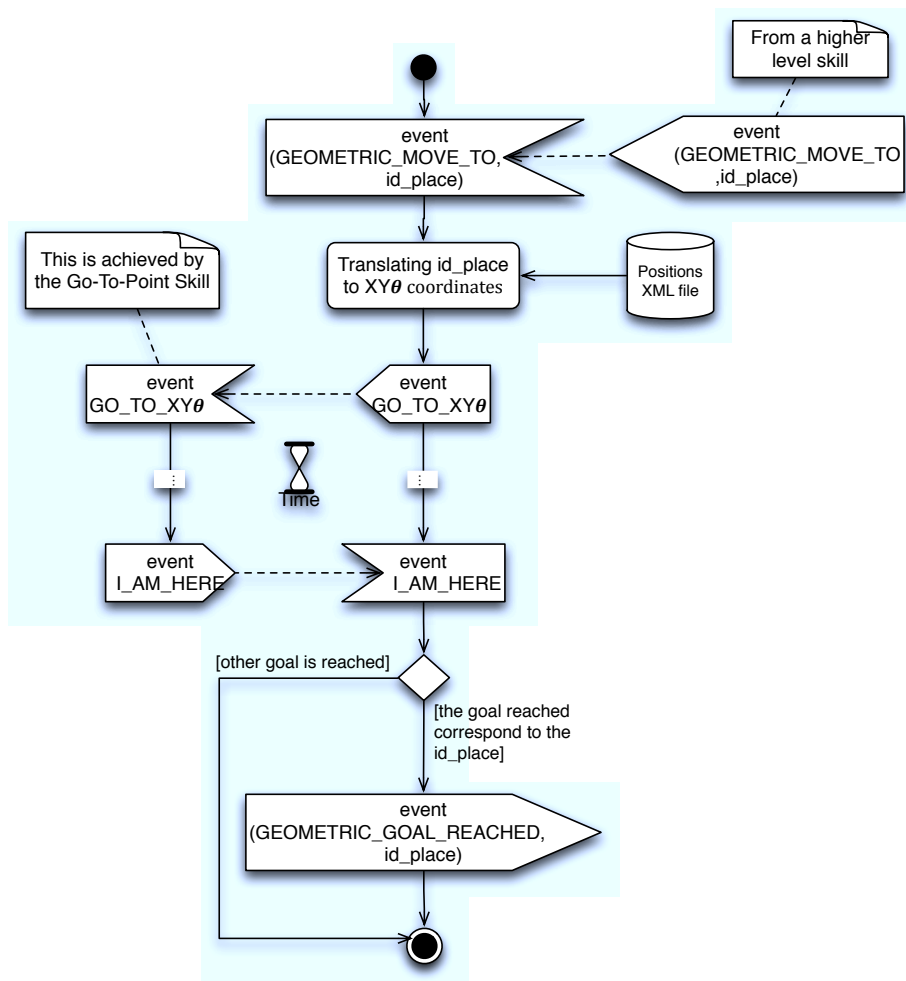 From a higher
level skill
event
(GEOMETRIC_MOVE_TO,
id_place)
event
(GEOMETRIC_MOVE_TO
,id_place)
This is achieved by
the Go-To-Point Skill
Translating id_place
to XYθ coordinates
Positions
XML file
event
GO_TO_XYθ
event
GO_TO_XYθ
...
...
Time
event
I_AM_HERE
event
I_AM_HERE
[other goal is reached]
[the goal reached
correspond to the
id_place]
event
(GEOMETRIC_GOAL_REACHED,
id_place)